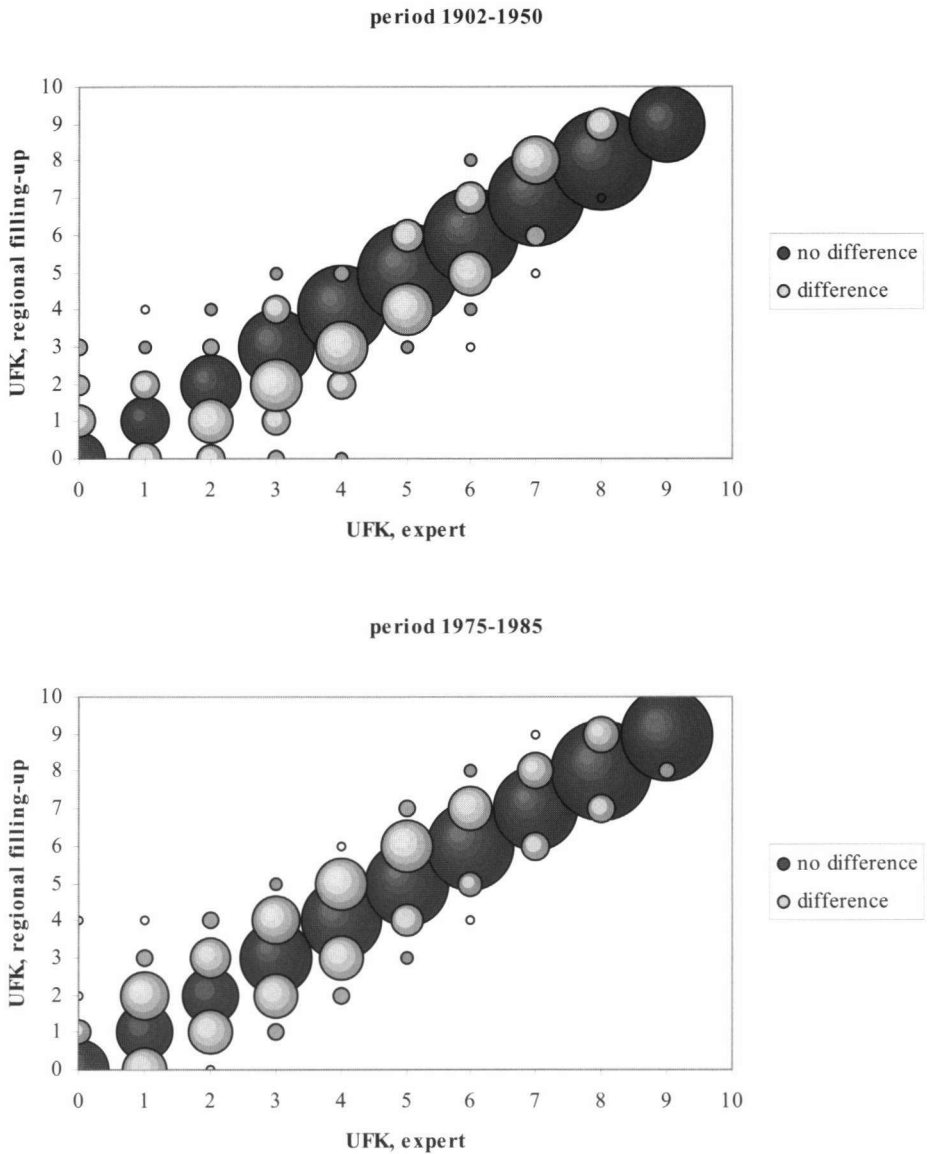 period 1902-1950
UFK, regional filling-up
10
9
8
7
6
5
4
3
2
1
0
0 1 2 3 4 5 6 7 8 9 10
UFK, expert
no difference
difference
period 1975-1985
UFK, regional filling-up
10
9
8
7
6
5
4
3
2
1
0
0 1 2 3 4 5 6 7 8 9 10
UFK, expert
no difference
difference